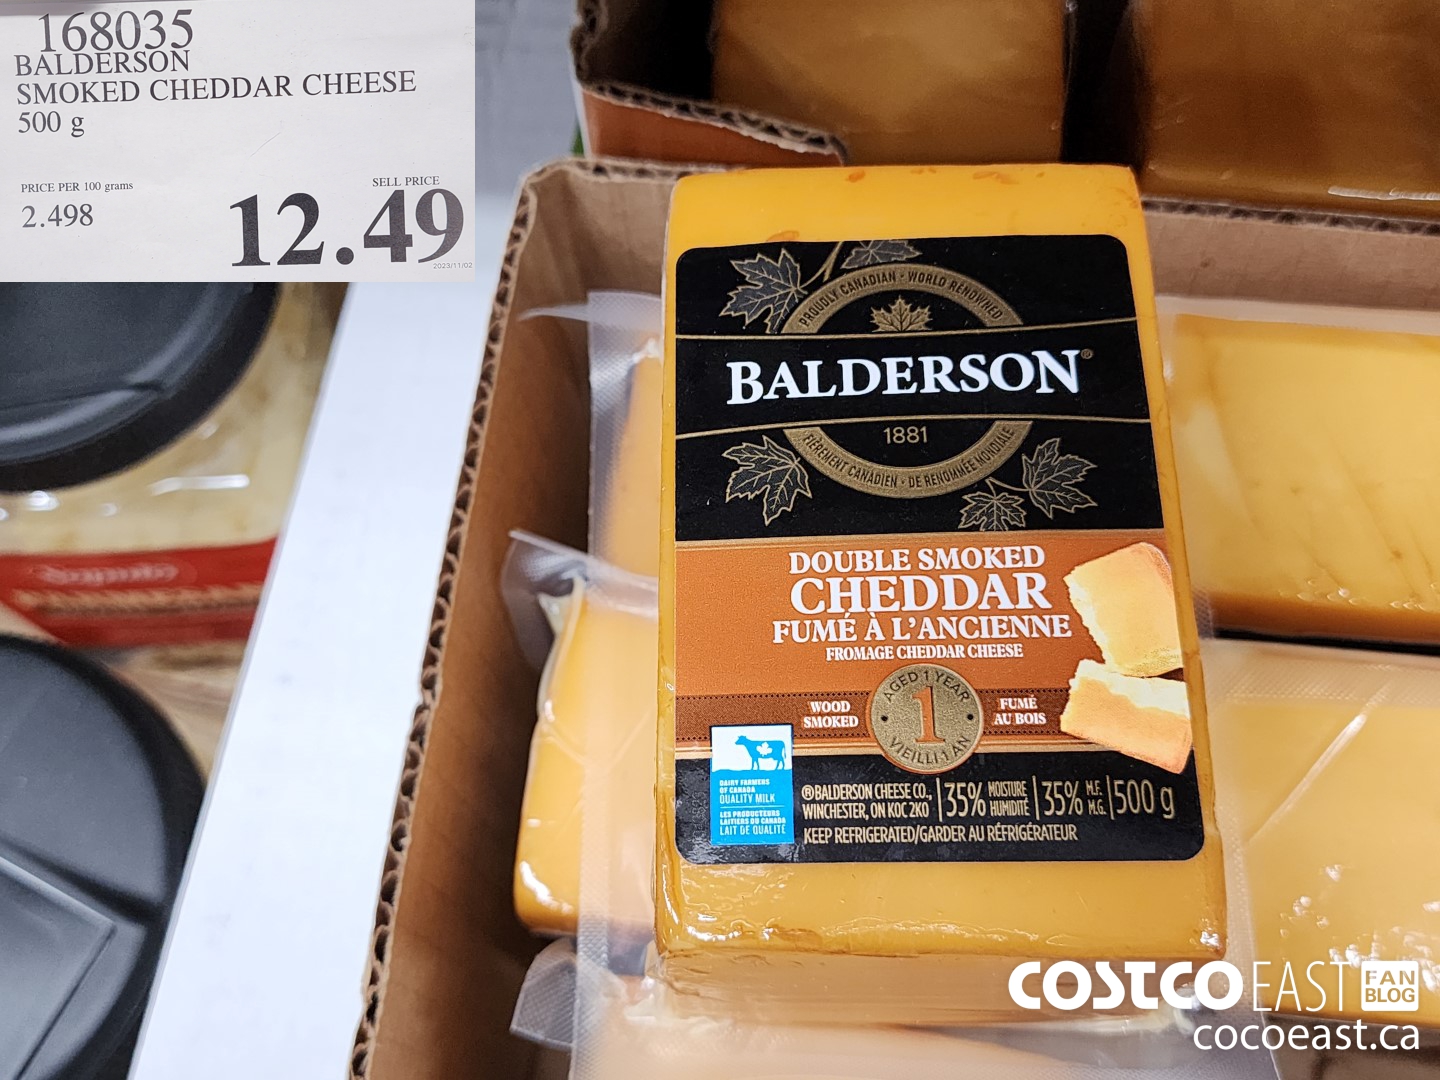 168035
BALDERSON
SMOKED CHEDDAR CHEESE
500 g
PRICE PER 100 grams
2.498
SELL PRICE
12.49
2023/11/02
PROUDLY CANADIAN • WORLD RENOWNED
BALDERSON®
1881
FIÈREMENT CANADIEN • DE RENOMMÉE MONDIALE
DOUBLE SMOKED
CHEDDAR
FUMÉ À L'ANCIENNE
FROMAGE CHEDDAR CHEESE
AGED 1 YEAR
1
VIEILLI 1 AN
WOOD
SMOKED
FUMÉ
AU BOIS
DAIRY FARMERS
OF CANADA
QUALITY MILK
LES PRODUCTEURS
LAITIERS DU CANADA
LAIT DE QUALITÉ
®BALDERSON CHEESE CO.,
WINCHESTER, ON K0C 2K0
35% MOISTURE
HUMIDITÉ
35% M.F.
M.G.
500 g
KEEP REFRIGERATED/GARDER AU RÉFRIGÉRATEUR
COSTCO EAST FAN
BLOG
cocoeast.ca